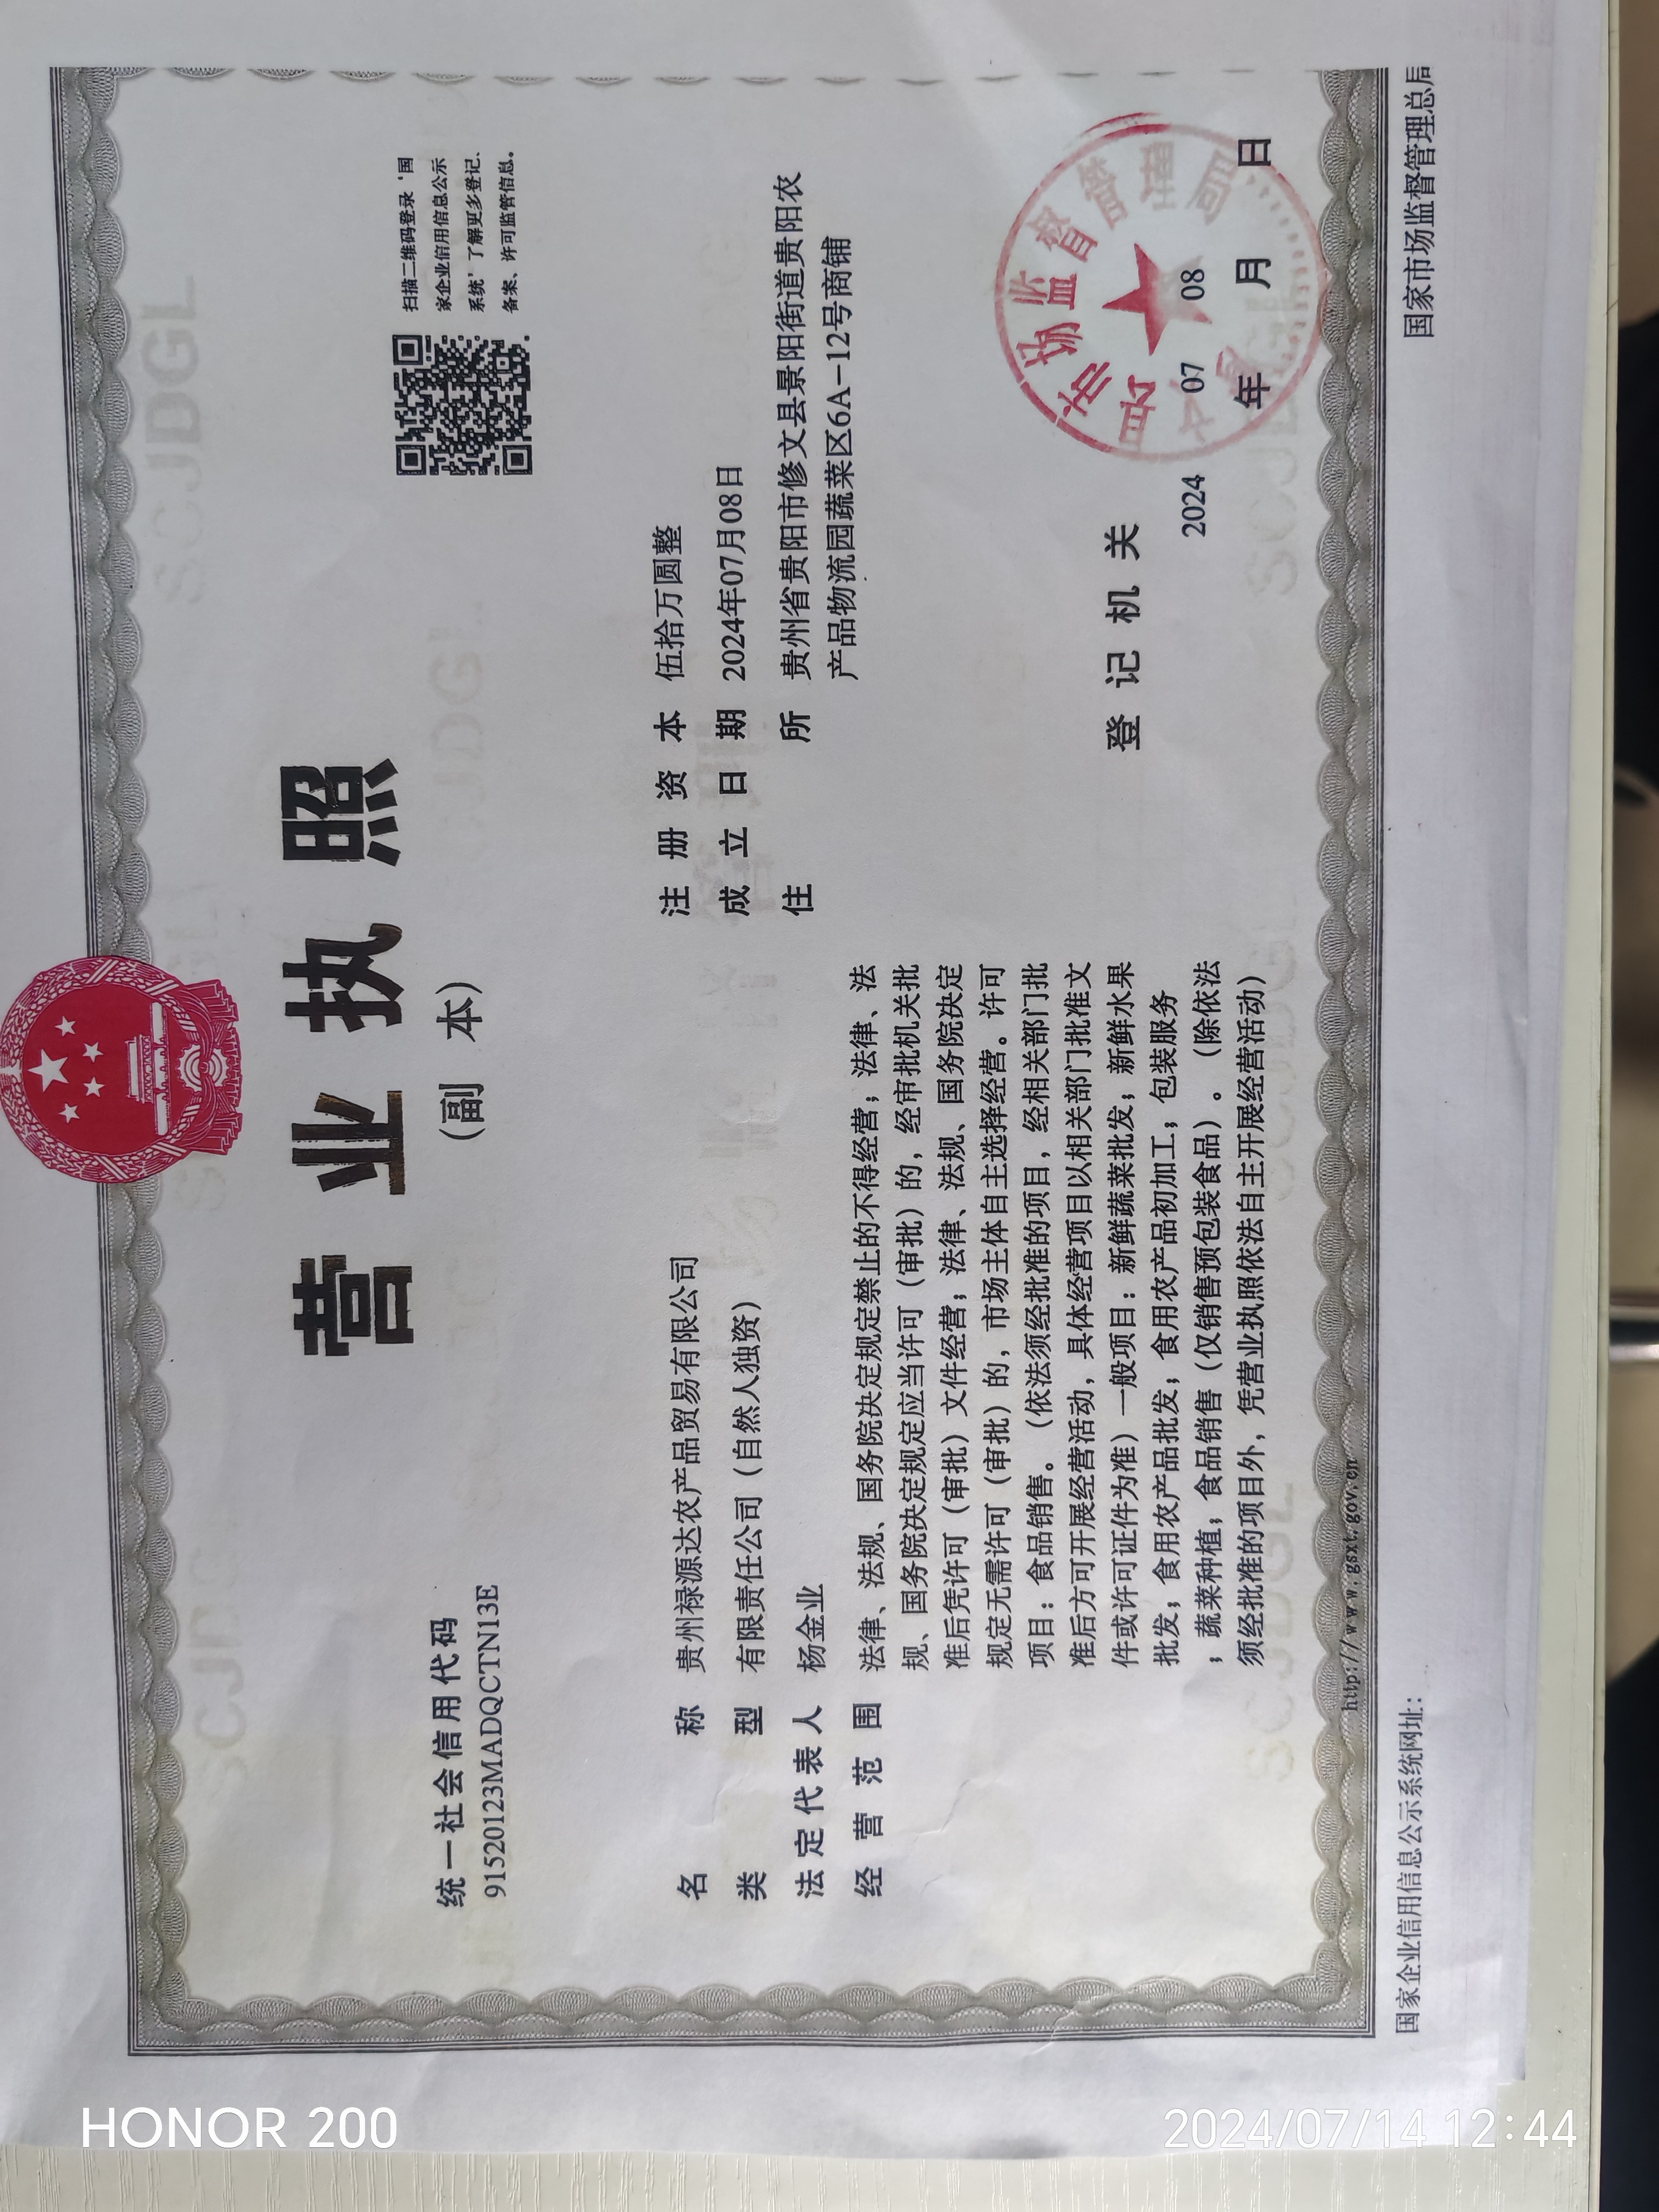 营业执照
(副 本)
统一社会信用代码
91520123MADQCTN13E
扫描二维码登录‘国
家企业信用信息公示
系统’了解更多登记、
备案、许可监管信息。
名 称 贵州禄源达农产品贸易有限公司
类 型 有限责任公司（自然人独资）
法定代表人 杨金业
经营范围 法律、法规、国务院决定规定禁止的不得经营；法律、法
规、国务院决定规定应当许可（审批）的，经审批机关批
准后凭许可（审批）文件经营；法律、法规、国务院决定
规定无需许可（审批）的，市场主体自主选择经营。许可
项目：食品销售。（依法须经批准的项目，经相关部门批
准后方可开展经营活动，具体经营项目以相关部门批准文
件或许可证件为准）一般项目：新鲜蔬菜批发；新鲜水果
批发；食用农产品批发；食用农产品初加工；包装服务
；蔬菜种植；食品销售（仅销售预包装食品）。（除依法
须经批准的项目外，凭营业执照依法自主开展经营活动）
注册资本 伍拾万圆整
成立日期 2024年07月08日
住 所 贵州省贵阳市修文县景阳街道贵阳农
产品物流园蔬菜区6A-12号商铺
登记机关
市场监督管理局
2024 07 08
年 月 日
http://www.gsxt.gov.cn
国家企业信用信息公示系统网址:
国家市场监督管理总局
HONOR 200
2024/07/14 12:44